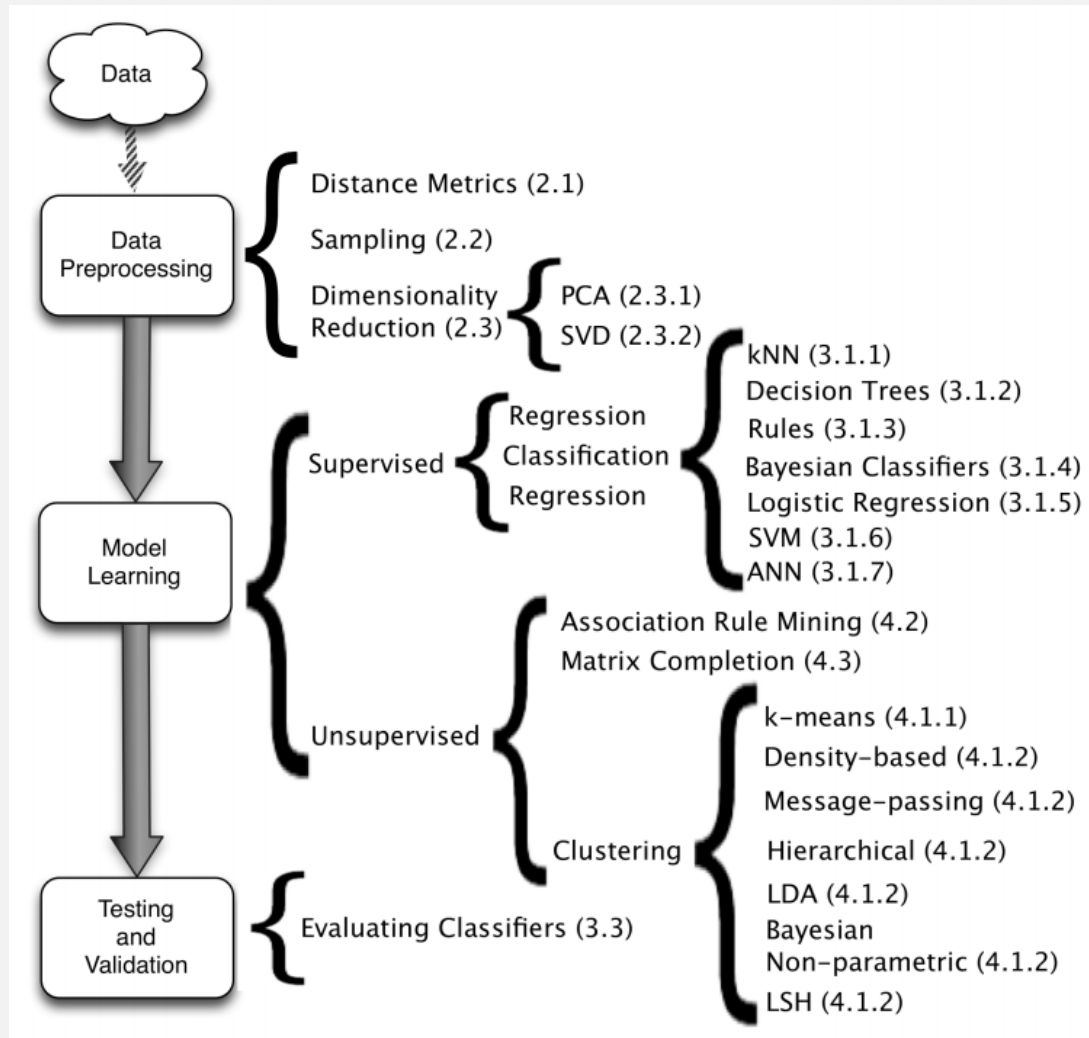 Data
Data
Preprocessing
Distance Metrics (2.1)
Sampling (2.2)
Dimensionality
Reduction (2.3)
PCA (2.3.1)
SVD (2.3.2)
Model
Learning
Supervised
Regression
Classification
Regression
kNN (3.1.1)
Decision Trees (3.1.2)
Rules (3.1.3)
Bayesian Classifiers (3.1.4)
Logistic Regression (3.1.5)
SVM (3.1.6)
ANN (3.1.7)
Unsupervised
Association Rule Mining (4.2)
Matrix Completion (4.3)
Clustering
k-means (4.1.1)
Density-based (4.1.2)
Message-passing (4.1.2)
Hierarchical (4.1.2)
LDA (4.1.2)
Bayesian
Non-parametric (4.1.2)
LSH (4.1.2)
Testing
and
Validation
Evaluating Classifiers (3.3)